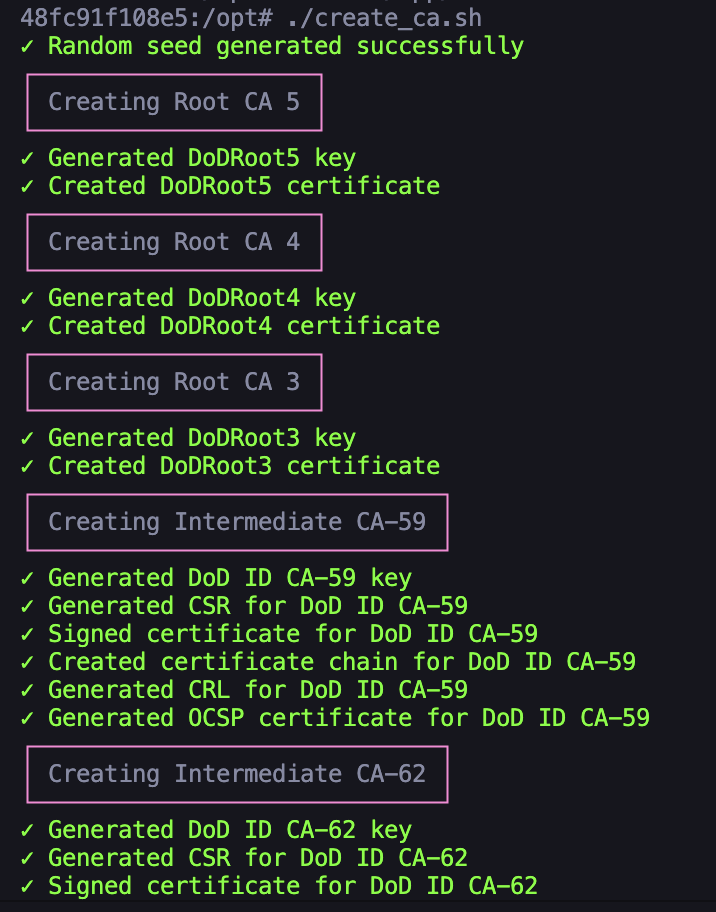 48fc91f108e5:/opt# ./create_ca.sh
✓ Random seed generated successfully
Creating Root CA 5
✓ Generated DoDRoot5 key
✓ Created DoDRoot5 certificate
Creating Root CA 4
✓ Generated DoDRoot4 key
✓ Created DoDRoot4 certificate
Creating Root CA 3
✓ Generated DoDRoot3 key
✓ Created DoDRoot3 certificate
Creating Intermediate CA-59
✓ Generated DoD ID CA-59 key
✓ Generated CSR for DoD ID CA-59
✓ Signed certificate for DoD ID CA-59
✓ Created certificate chain for DoD ID CA-59
✓ Generated CRL for DoD ID CA-59
✓ Generated OCSP certificate for DoD ID CA-59
Creating Intermediate CA-62
✓ Generated DoD ID CA-62 key
✓ Generated CSR for DoD ID CA-62
✓ Signed certificate for DoD ID CA-62